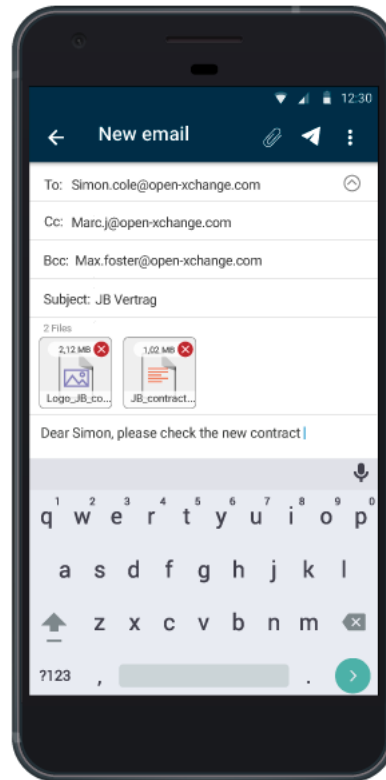 12:30
New email
To: Simon.cole@open-xchange.com
Cc: Marc.j@open-xchange.com
Bcc: Max.foster@open-xchange.com
Subject: JB Vertrag
2 Files
2,12 MB 1,02 MB
Logo_JB_co... JB_contract...
Dear Simon, please check the new contract
1 2 3 4 5 6 7 8 9 0
q w e r t y u i o p
a s d f g h j k l
z x c v b n m
?123 , .